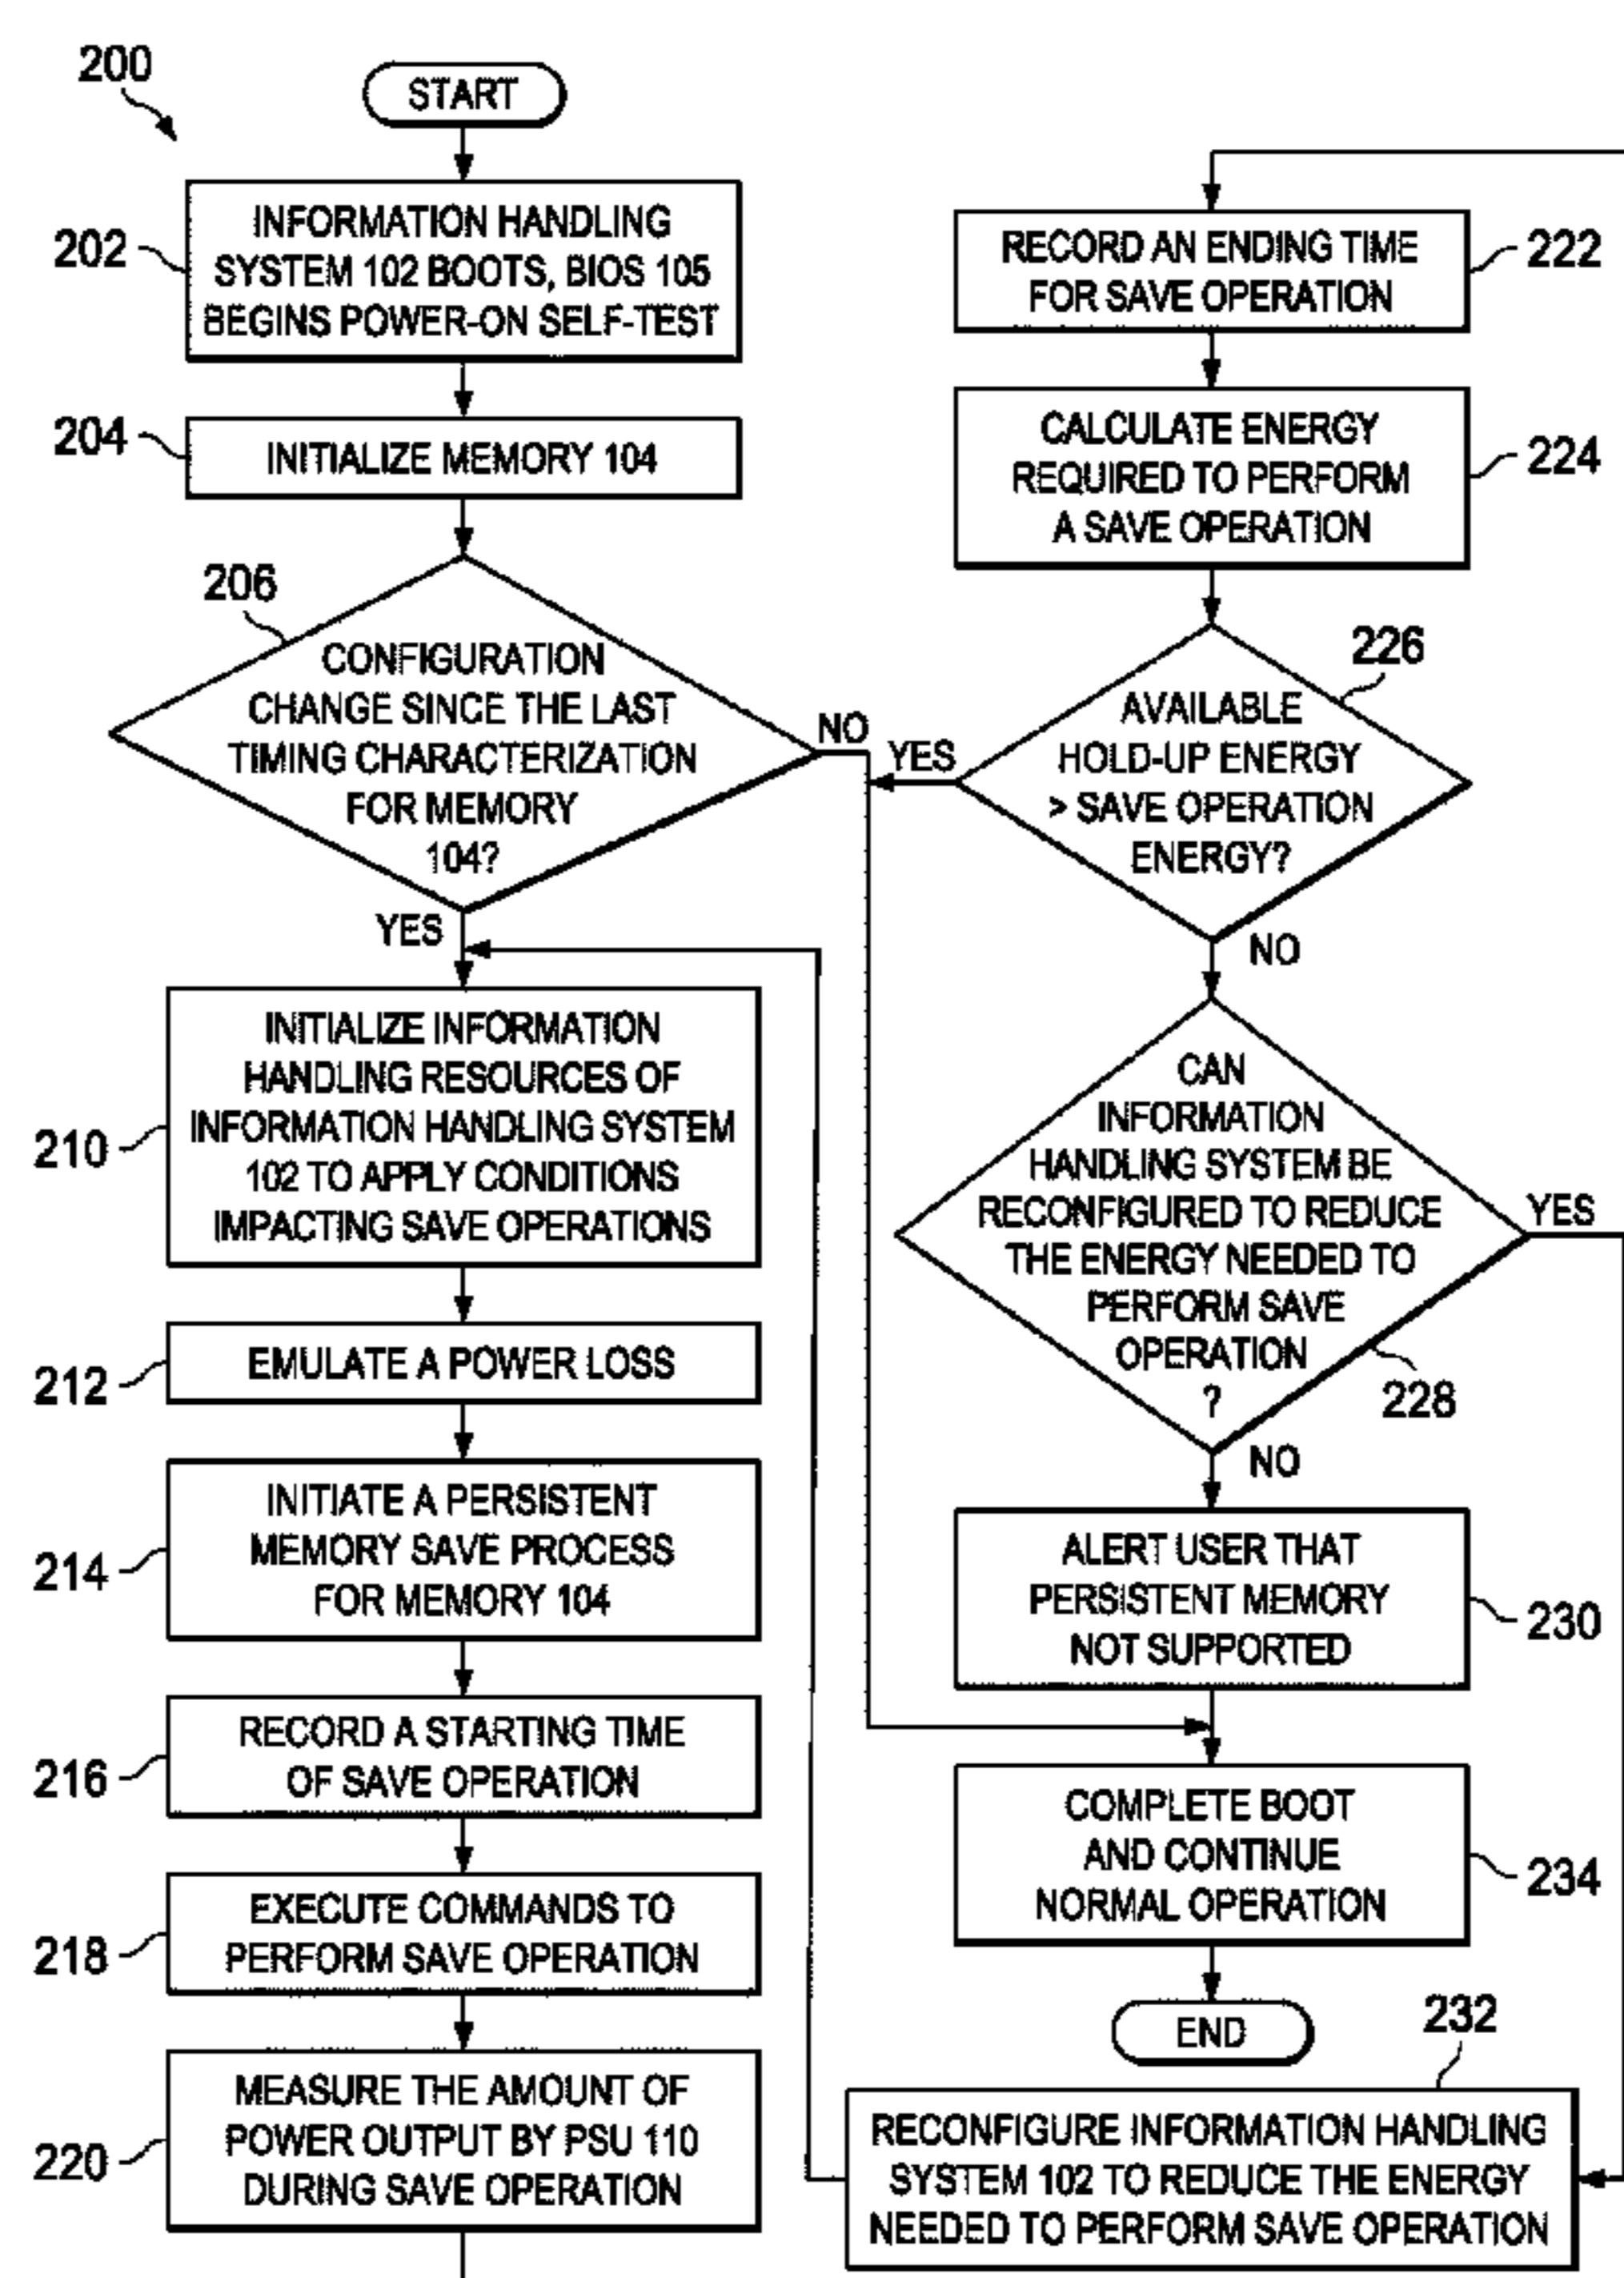 200
START
202
INFORMATION HANDLING
SYSTEM 102 BOOTS, BIOS 105
BEGINS POWER-ON SELF-TEST
204
INITIALIZE MEMORY 104
206
CONFIGURATION
CHANGE SINCE THE LAST
TIMING CHARACTERIZATION
FOR MEMORY
104?
NO
YES
210
INITIALIZE INFORMATION
HANDLING RESOURCES OF
INFORMATION HANDLING SYSTEM
102 TO APPLY CONDITIONS
IMPACTING SAVE OPERATIONS
212
EMULATE A POWER LOSS
214
INITIATE A PERSISTENT
MEMORY SAVE PROCESS
FOR MEMORY 104
216
RECORD A STARTING TIME
OF SAVE OPERATION
218
EXECUTE COMMANDS TO
PERFORM SAVE OPERATION
220
MEASURE THE AMOUNT OF
POWER OUTPUT BY PSU 110
DURING SAVE OPERATION
RECORD AN ENDING TIME
FOR SAVE OPERATION
222
CALCULATE ENERGY
REQUIRED TO PERFORM
A SAVE OPERATION
224
226
AVAILABLE
HOLD-UP ENERGY
> SAVE OPERATION
ENERGY?
YES
NO
CAN
INFORMATION
HANDLING SYSTEM BE
RECONFIGURED TO REDUCE
THE ENERGY NEEDED TO
PERFORM SAVE
OPERATION
?
YES
228
NO
ALERT USER THAT
PERSISTENT MEMORY
NOT SUPPORTED
230
COMPLETE BOOT
AND CONTINUE
NORMAL OPERATION
234
END
232
RECONFIGURE INFORMATION HANDLING
SYSTEM 102 TO REDUCE THE ENERGY
NEEDED TO PERFORM SAVE OPERATION